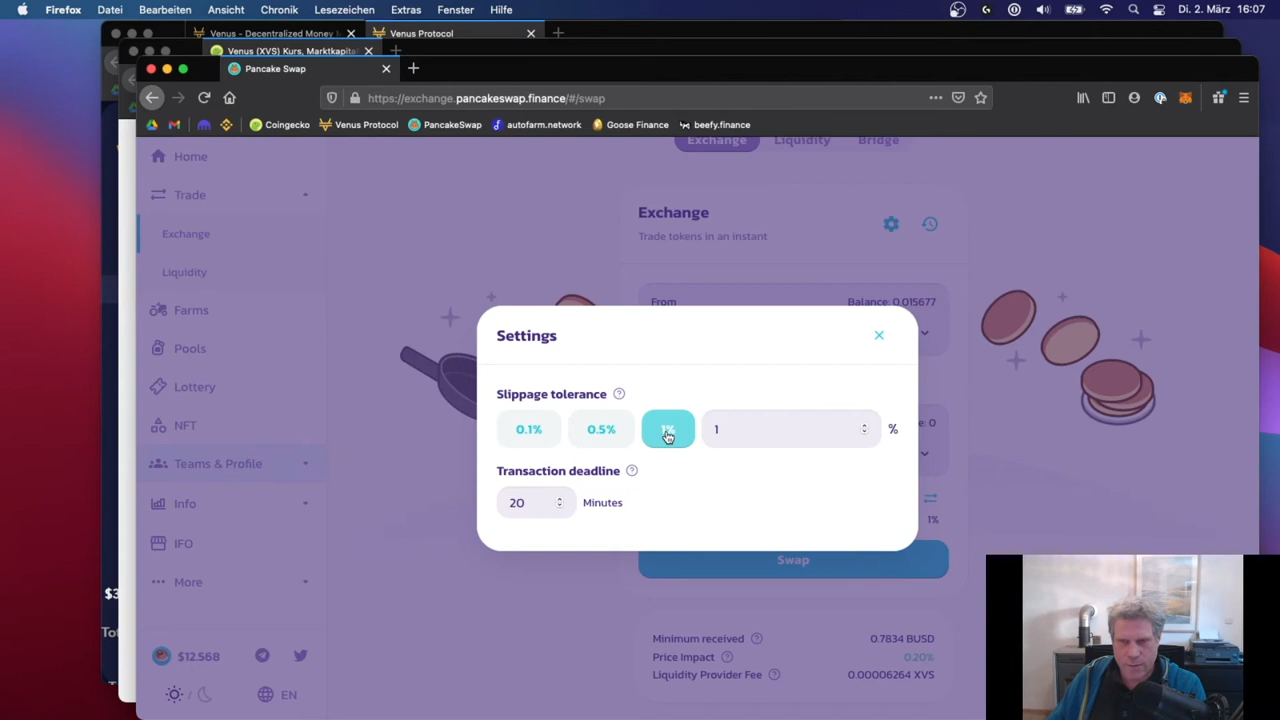 Firefox Datei Bearbeiten Ansicht Chronik Lesezeichen Extras Fenster Hilfe Di. 2. März 16:07
Venus - Decentralized Money Venus Protocol
Venus (XVS) Kurs, Marktkapita
Pancake Swap
https://exchange.pancakeswap.finance/#/swap
Coingecko Venus Protocol PancakeSwap autofarm.network Goose Finance beefy.finance
Home
Trade
Exchange
Liquidity
Farms
Pools
Lottery
NFT
Teams & Profile
Info
IFO
More
$12.568
EN
Exchange Liquidity Bridge
Exchange
Trade tokens in an instant
From Balance: 0.015677
: 0
1%
Settings
Slippage tolerance
0.1% 0.5% 1% 1 %
Transaction deadline
20 Minutes
Swap
Minimum received 0.7834 BUSD
Price Impact 0.20%
Liquidity Provider Fee 0.00006264 XVS